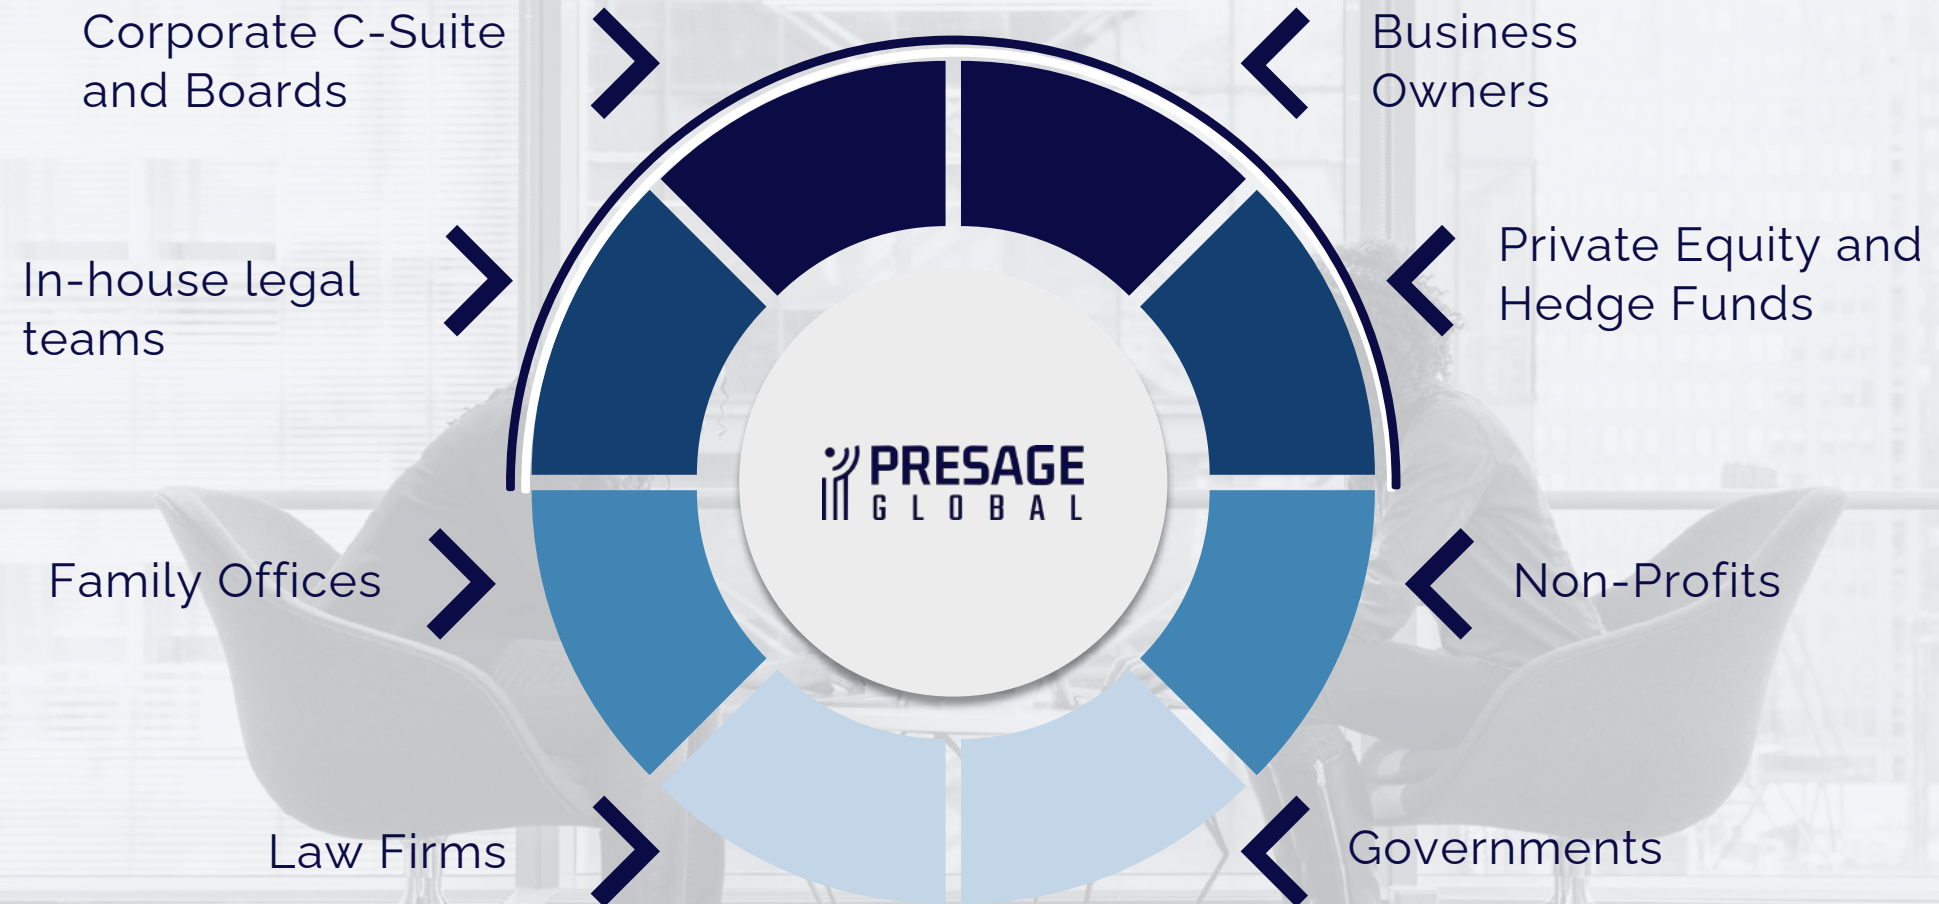 Corporate C-Suite
and Boards
Business
Owners
In-house legal
teams
Private Equity and
Hedge Funds
PRESAGE
GLOBAL
Family Offices
Non-Profits
Law Firms
Governments